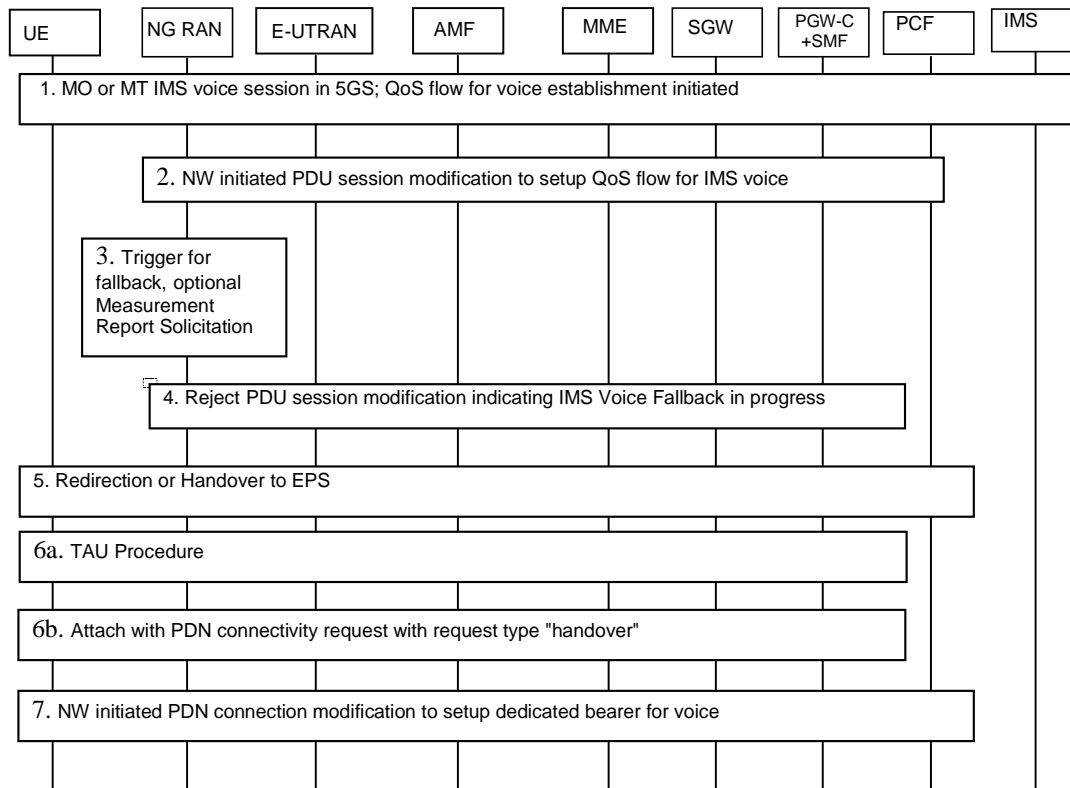 UE
NG RAN
E-UTRAN
AMF
MME
SGW
PGW-C
+SMF
PCF
IMS
1. MO or MT IMS voice session in 5GS; QoS flow for voice establishment initiated
2. NW initiated PDU session modification to setup QoS flow for IMS voice
3. Trigger for
fallback, optional
Measurement
Report Solicitation
4. Reject PDU session modification indicating IMS Voice Fallback in progress
5. Redirection or Handover to EPS
6a. TAU Procedure
6b. Attach with PDN connectivity request with request type "handover"
7. NW initiated PDN connection modification to setup dedicated bearer for voice